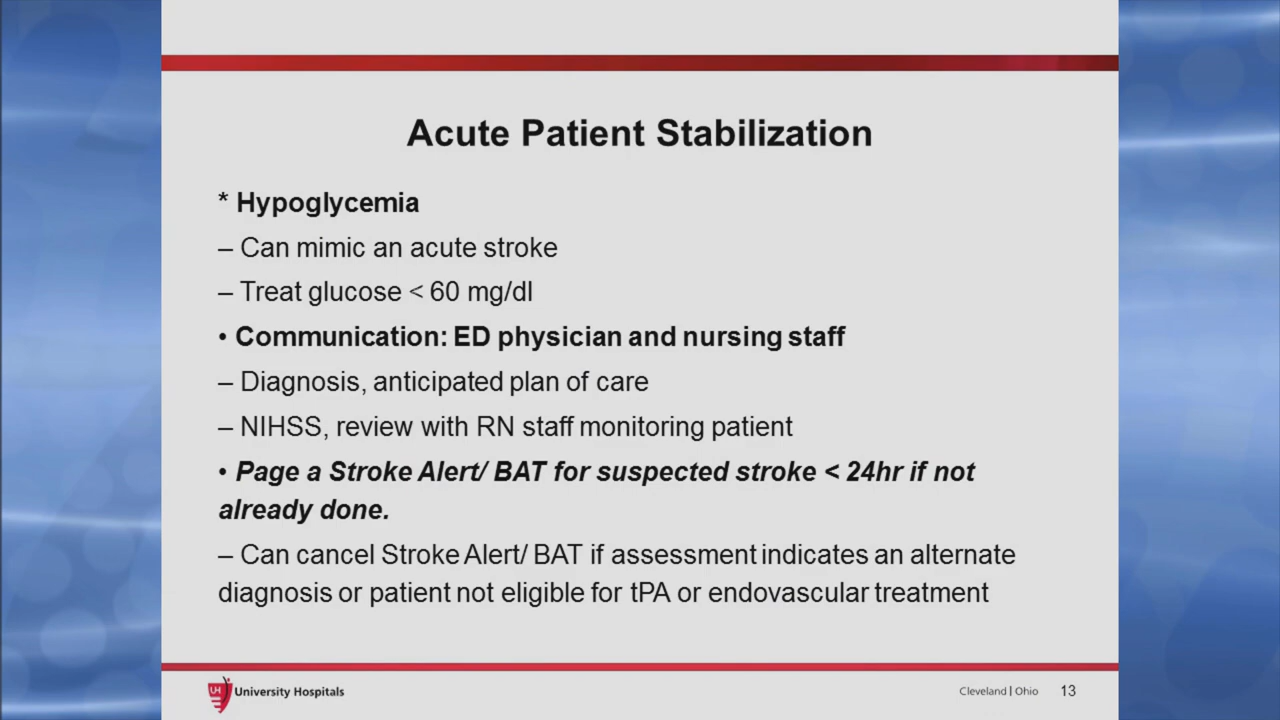 Acute Patient Stabilization
* Hypoglycemia
– Can mimic an acute stroke
– Treat glucose < 60 mg/dl
• Communication: ED physician and nursing staff
– Diagnosis, anticipated plan of care
– NIHSS, review with RN staff monitoring patient
• Page a Stroke Alert/ BAT for suspected stroke < 24hr if not
already done.
– Can cancel Stroke Alert/ BAT if assessment indicates an alternate
diagnosis or patient not eligible for tPA or endovascular treatment
UH University Hospitals
Cleveland | Ohio 13